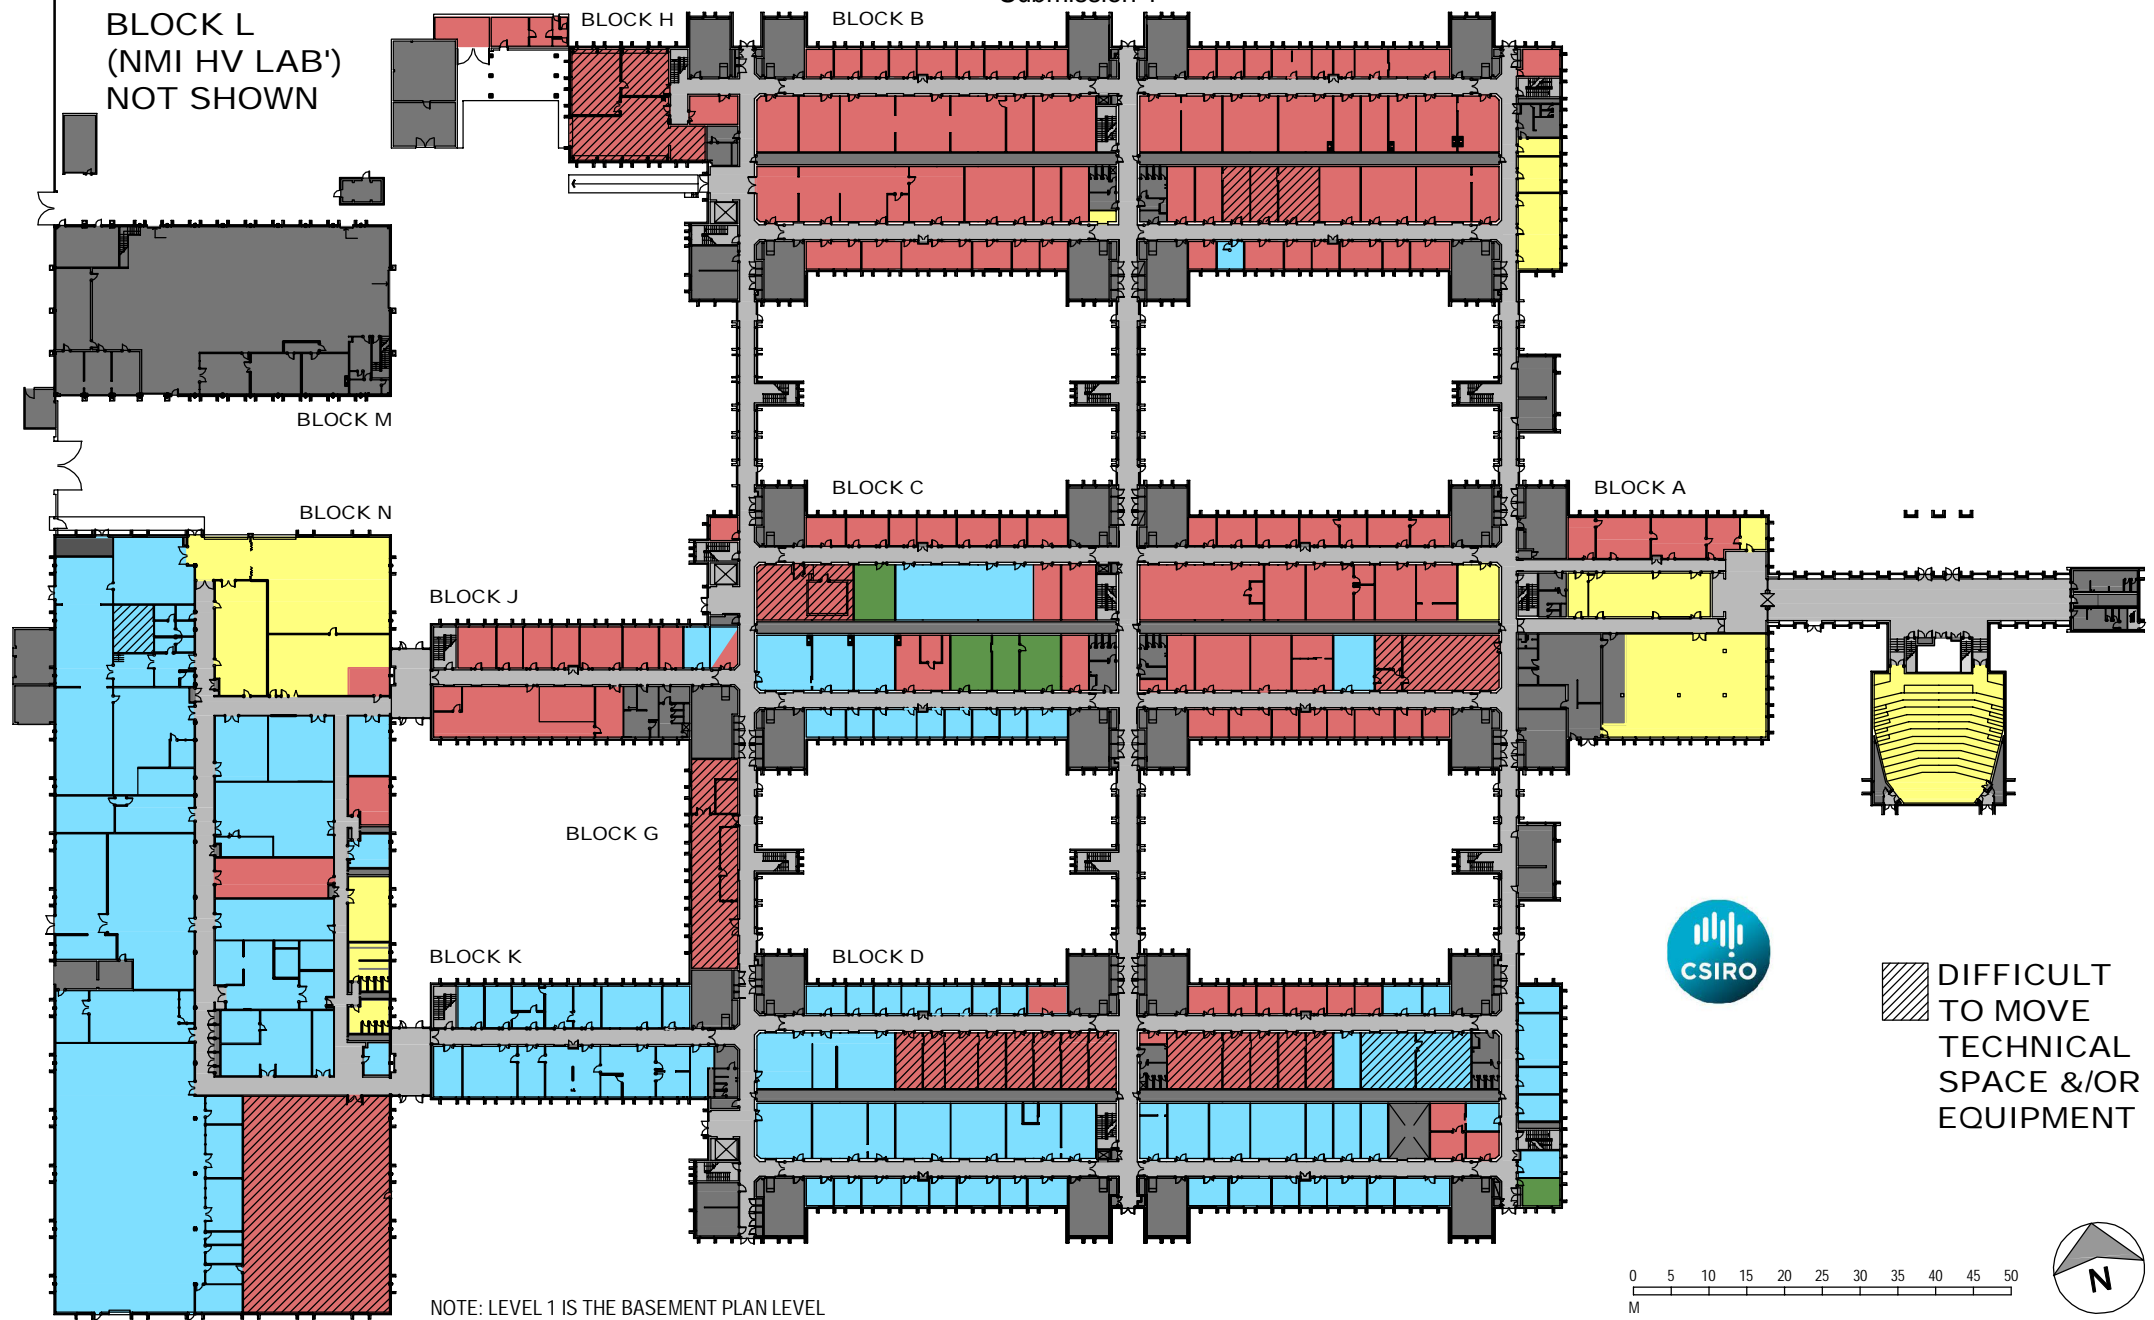 BLOCK L
(NMI HV LAB')
NOT SHOWN
BLOCK H
BLOCK B
BLOCK M
BLOCK N
BLOCK J
BLOCK C
BLOCK A
BLOCK G
BLOCK K
BLOCK D
CSIRO
DIFFICULT
TO MOVE
TECHNICAL
SPACE &/OR
EQUIPMENT
NOTE: LEVEL 1 IS THE BASEMENT PLAN LEVEL
0 5 10 15 20 25 30 35 40 45 50
M
N